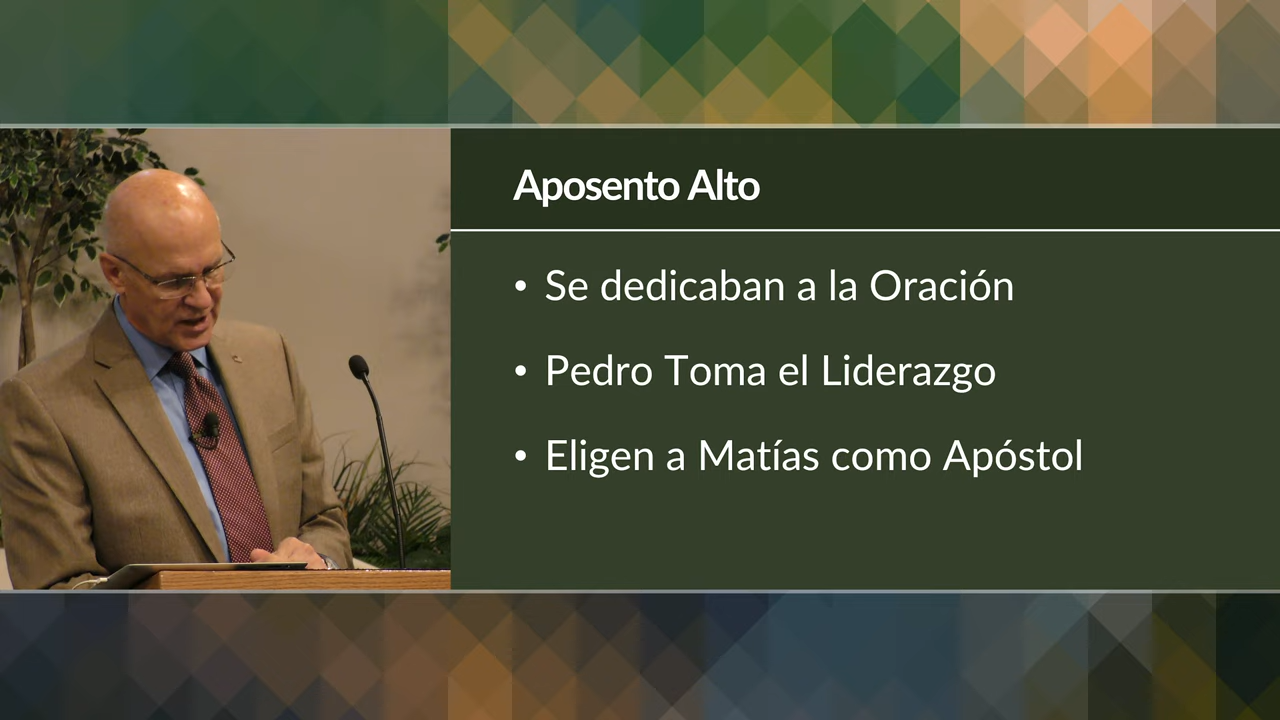 Aposento Alto
• Se dedicaban a la Oración
• Pedro Toma el Liderazgo
• Eligen a Matías como Apóstol